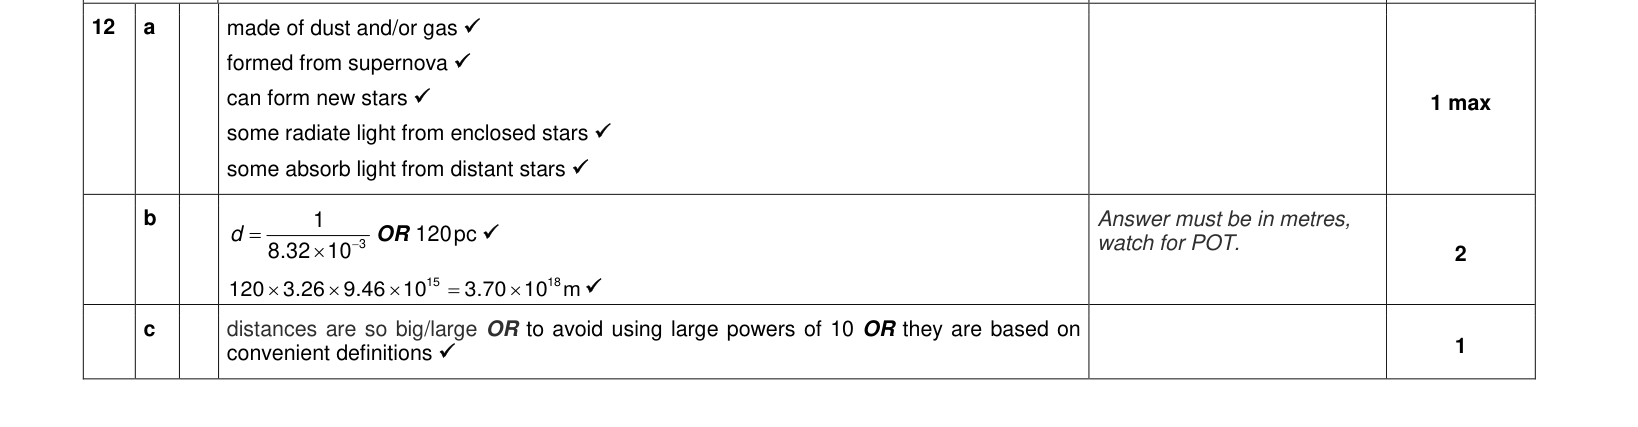 12 a made of dust and/or gas ✓
formed from supernova ✓
can form new stars ✓
1 max
some radiate light from enclosed stars ✓
some absorb light from distant stars ✓
b d = 1 / 8.32 × 10⁻³ OR 120 pc ✓
120 × 3.26 × 9.46 × 10¹⁵ = 3.70 × 10¹⁸ m ✓
Answer must be in metres,
watch for POT.
2
c distances are so big/large OR to avoid using large powers of 10 OR they are based on
convenient definitions ✓
1